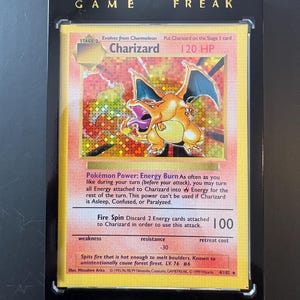 GAME FREAK
STAGE 2
Evolves from Charmeleon Put Charizard on the Stage 1 card
Charizard 120 HP
Pokémon Power: Energy Burn As often as you
like during your turn (before your attack), you may turn
all Energy attached to Charizard into Energy for the
rest of the turn. This power can't be used if Charizard
is Asleep, Confused, or Paralyzed.
Fire Spin Discard 2 Energy cards attached
to Charizard in order to use this attack. 100
weakness resistance retreat cost
-30
Spits fire that is hot enough to melt boulders. Known to
unintentionally cause forest fires. LV. 76 #6
Illus. Mitsuhiro Arita
4/102